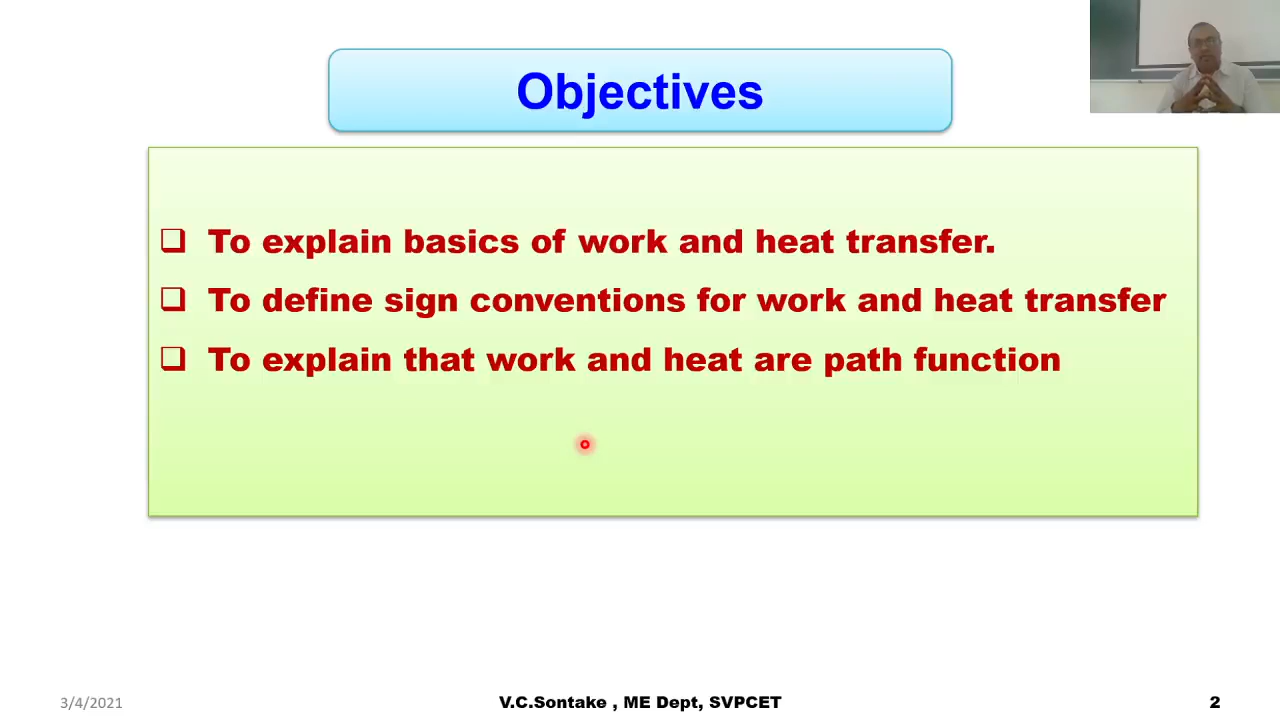 Objectives
To explain basics of work and heat transfer.
To define sign conventions for work and heat transfer
To explain that work and heat are path function
3/4/2021
V.C.Sontake , ME Dept, SVPCET
2